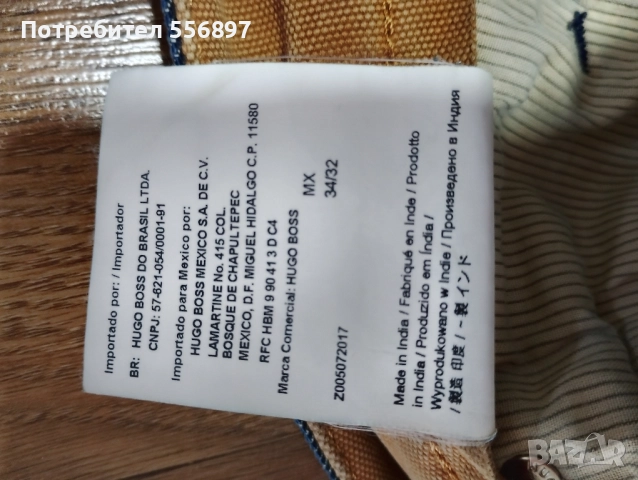 Потребител 556897
Importado por: / Importador
BR: HUGO BOSS DO BRASIL LTDA.
CNPJ: 57-621-054/0001-91
Importado para Mexico por:
HUGO BOSS MEXICO S.A. DE C.V.
LAMARTINE No. 415 COL.
BOSQUE DE CHAPULTEPEC
MEXICO, D.F. MIGUEL HIDALGO C.P. 11580
RFC HBM 9 90 41 3 D C4
Marca Comercial: HUGO BOSS
MX
34/32
Z005072017
Made in India / Fabriqué en Inde / Prodotto
in India / Produzido em Índia /
Wyprodukowano w Indie / Произведено в Индия
/ 製造 印度 / ~ 製 インド
bazar